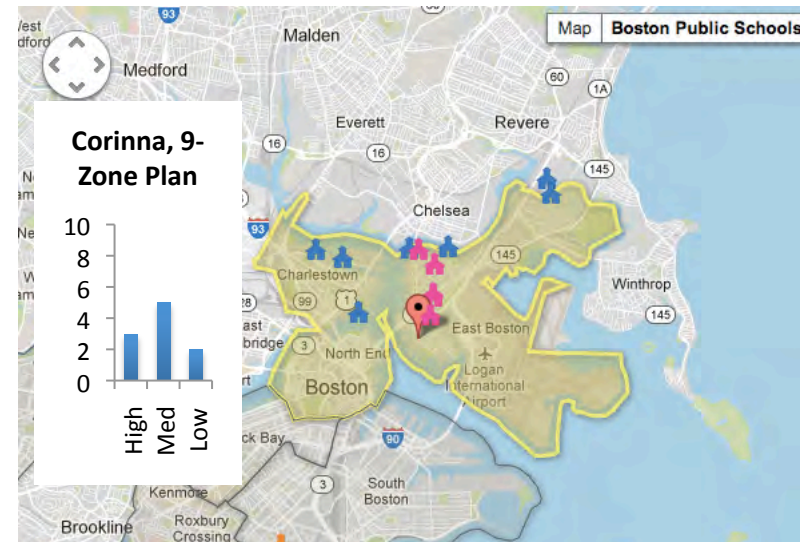 93
Malden
Map Boston Public Schools
Medford
60
1A
Everett
Revere
16
16
145
Corinna, 9-
Zone Plan
Chelsea
93
10
8
6
4
2
0
High
Med
Low
145
Charlestown
Winthrop
99
1
28
145
East Boston
3
North End
Logan
International
Airport
Boston
90
3
South
Boston
Kenmore
Brookline
Roxbury
Crossing